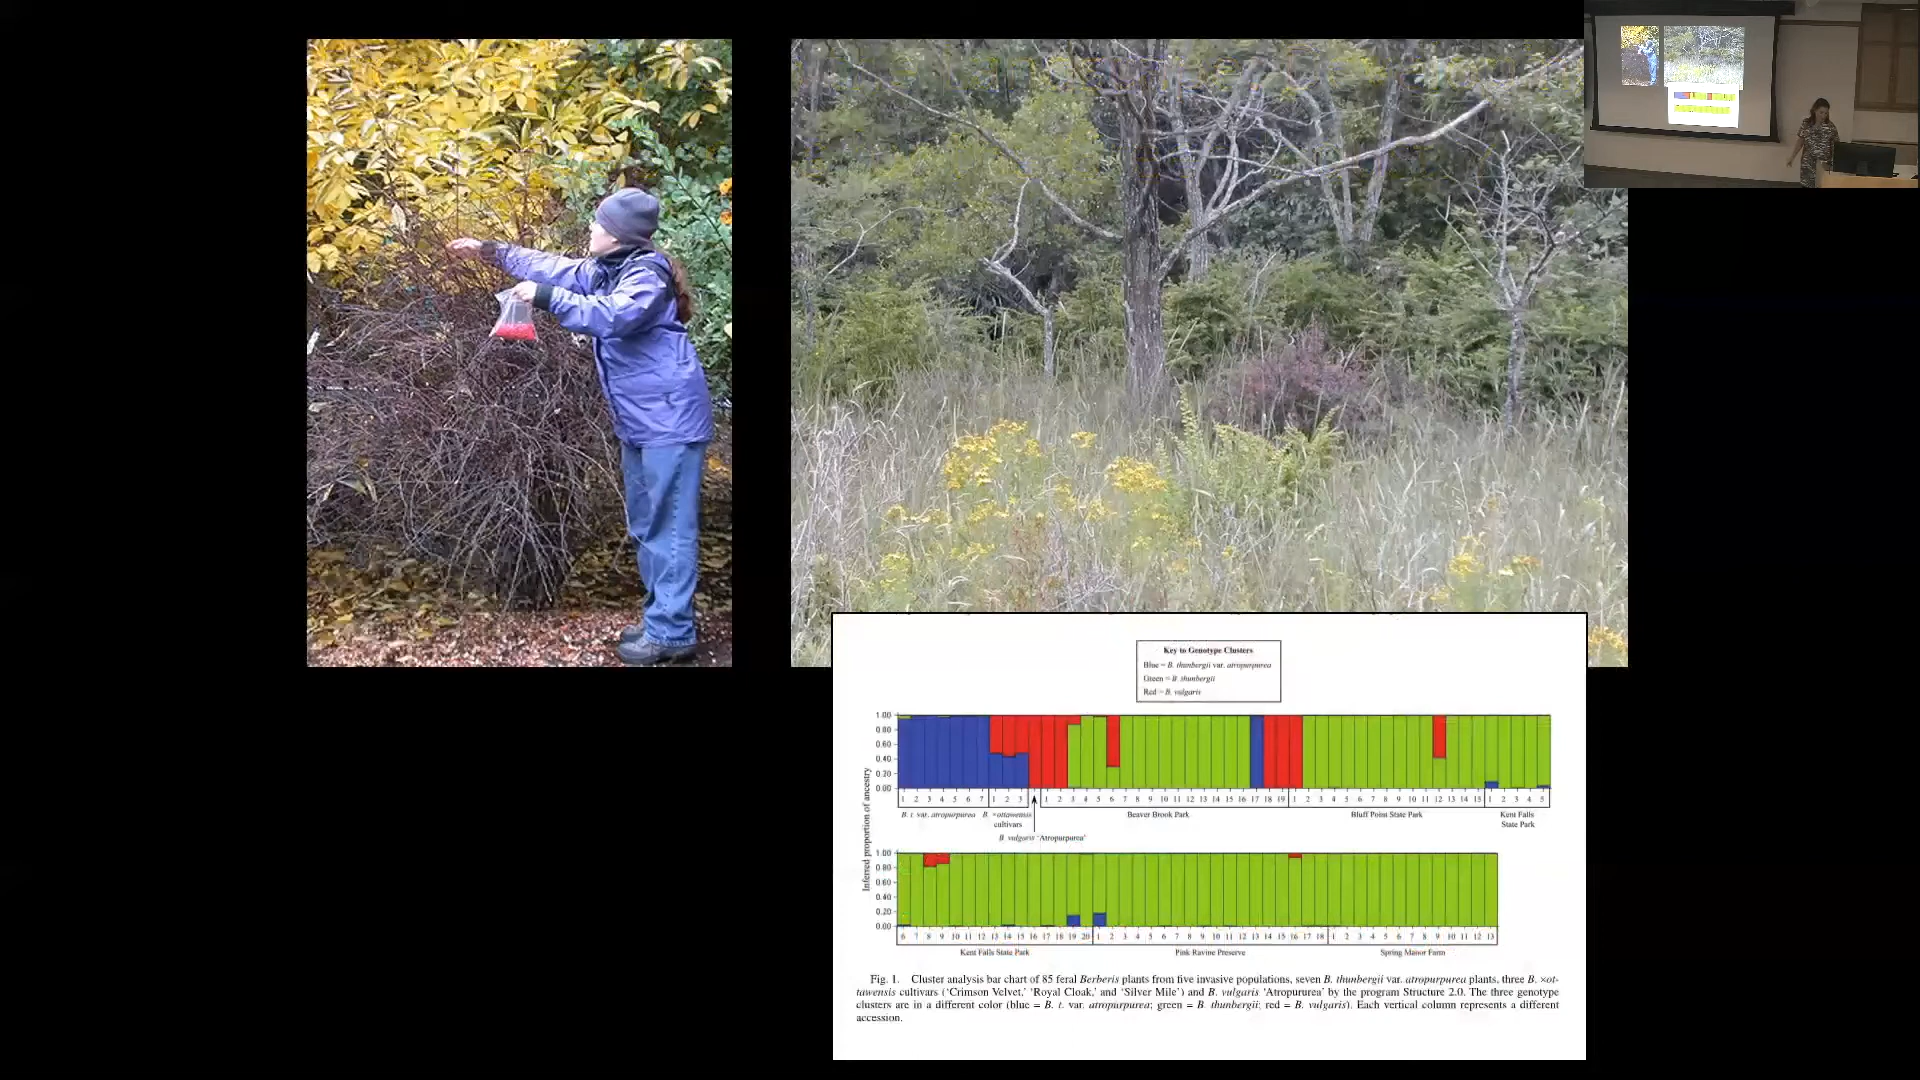 Key to Genotype Clusters
Blue = B. thunbergii var. atropurpurea
Green = B. thunbergii
Red = B. vulgaris
Inferred proportion of ancestry
1.00
0.80
0.60
0.40
0.20
0.00
1 2 3 4 5 6 7 1 2 3 1 2 3 4 5 6 7 8 9 10 11 12 13 14 15 16 17 18 19 1 2 3 4 5 6 7 8 9 10 11 12 13 14 15 1 2 3 4 5
B. t. var. atropurpurea B. ×ottawensis cultivars Beaver Brook Park Bluff Point State Park Kent Falls State Park
B. vulgaris 'Atropurpurea'
1.00
0.80
0.60
0.40
0.20
0.00
6 7 8 9 10 11 12 13 14 15 16 17 18 19 20 1 2 3 4 5 6 7 8 9 10 11 12 13 14 15 16 17 18 1 2 3 4 5 6 7 8 9 10 11 12 13
Kent Falls State Park Pink Ravine Preserve Spring Manor Farm
Fig. 1. Cluster analysis bar chart of 85 feral Berberis plants from five invasive populations, seven B. thunbergii var. atropurpurea plants, three B. ×ot-
tawensis cultivars ('Crimson Velvet,' 'Royal Cloak,' and 'Silver Mile') and B. vulgaris 'Atropururea' by the program Structure 2.0. The three genotype
clusters are in a different color (blue = B. t. var. atropurpurea; green = B. thunbergii; red = B. vulgaris). Each vertical column represents a different
accession.